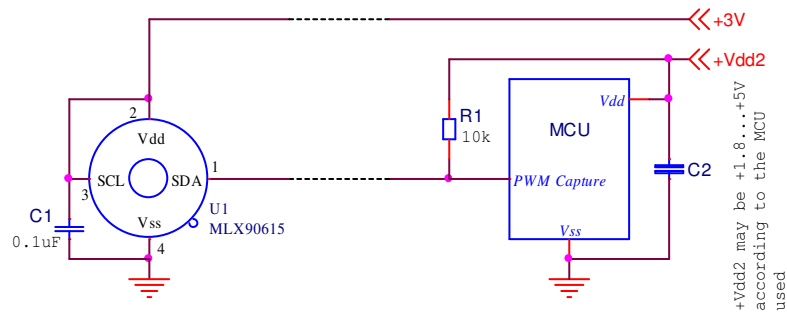 +3V
+Vdd2
R1
10k
Vdd
MCU
PWM Capture
Vss
C2
2
Vdd
1
SCL
SDA
3
Vss
4
U1
MLX90615
C1
0.1uF
+Vdd2 may be +1.8...+5V
according to the MCU
used